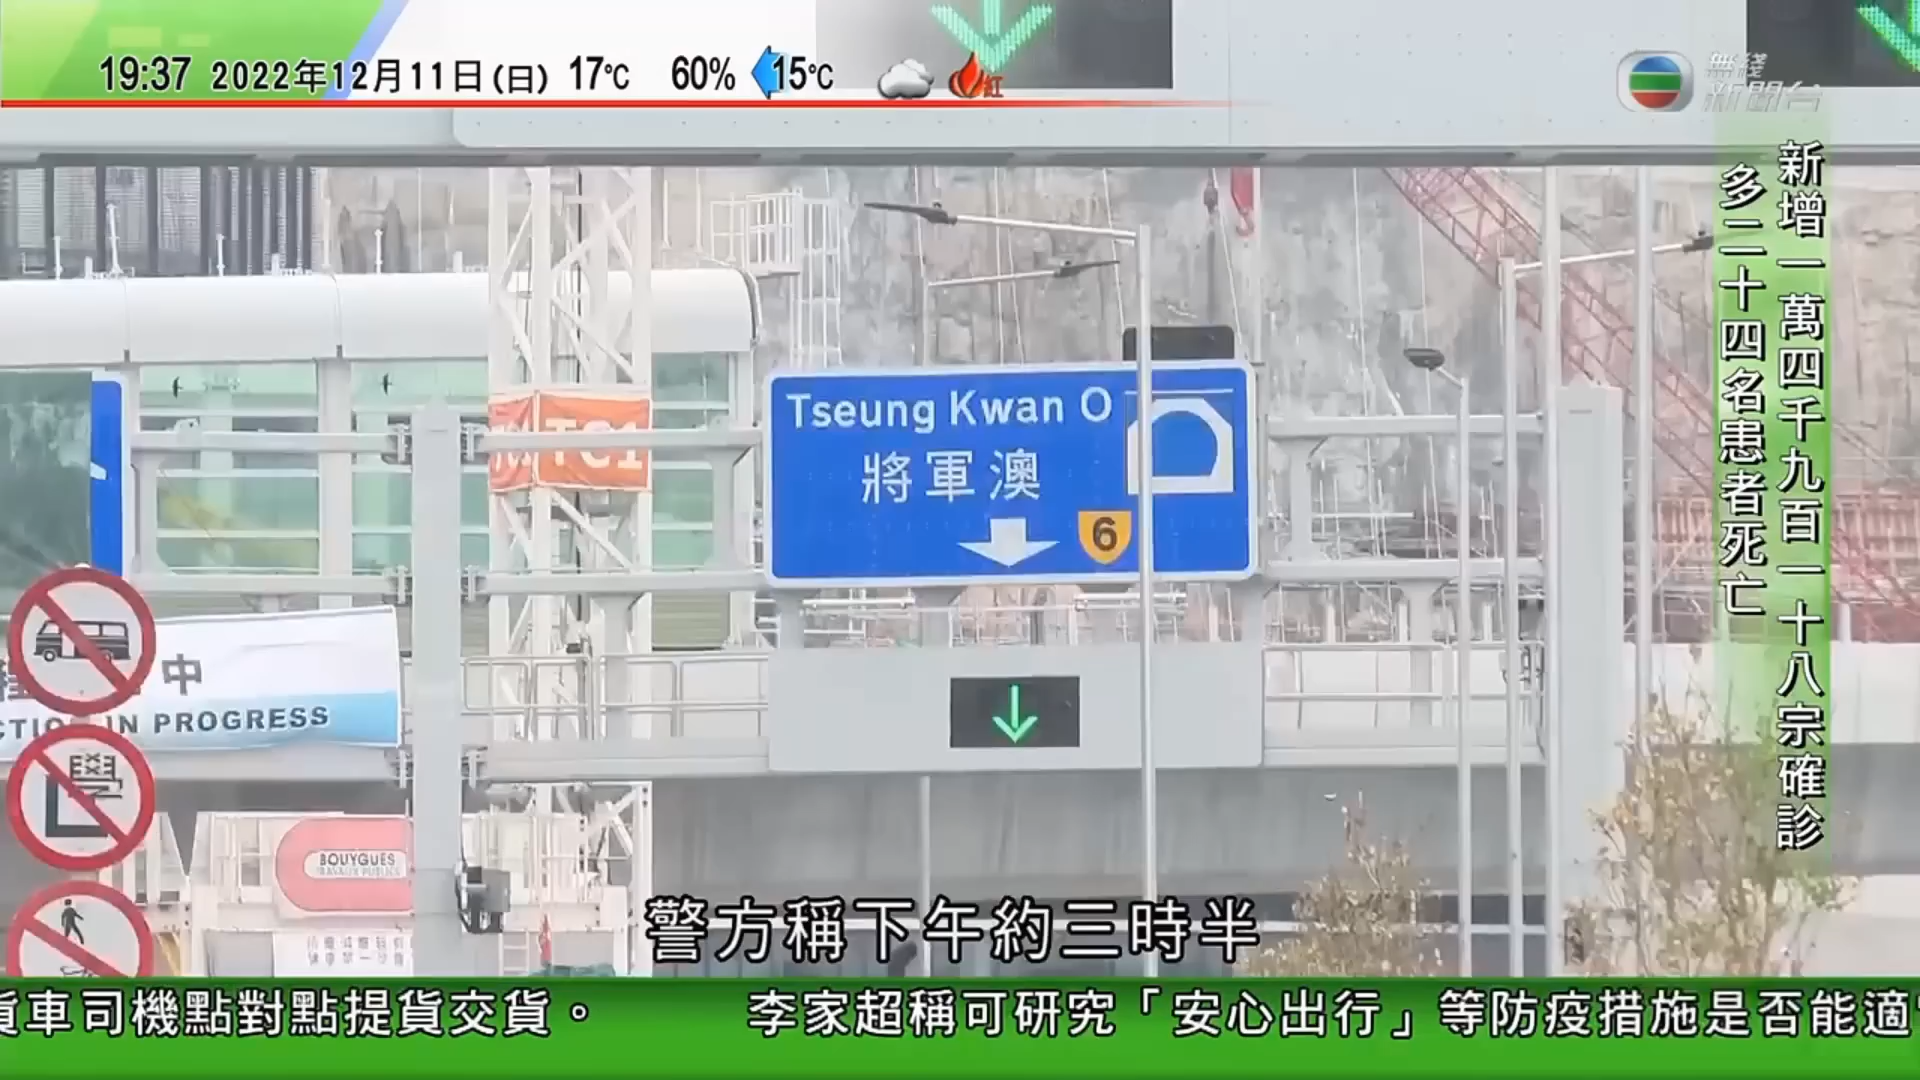 19:37 2022年12月11日(日) 17°C 60% 15°C 紅
無綫
新聞台
新增一萬四千九百一十八宗確診
多二十四名患者死亡
Tseung Kwan O
將軍澳
6
TC1
中
IN PROGRESS
BOUYGUES
TRAVAUX PUBLICS
警方稱下午約三時半
貨車司機點對點提貨交貨。 李家超稱可研究「安心出行」等防疫措施是否能適